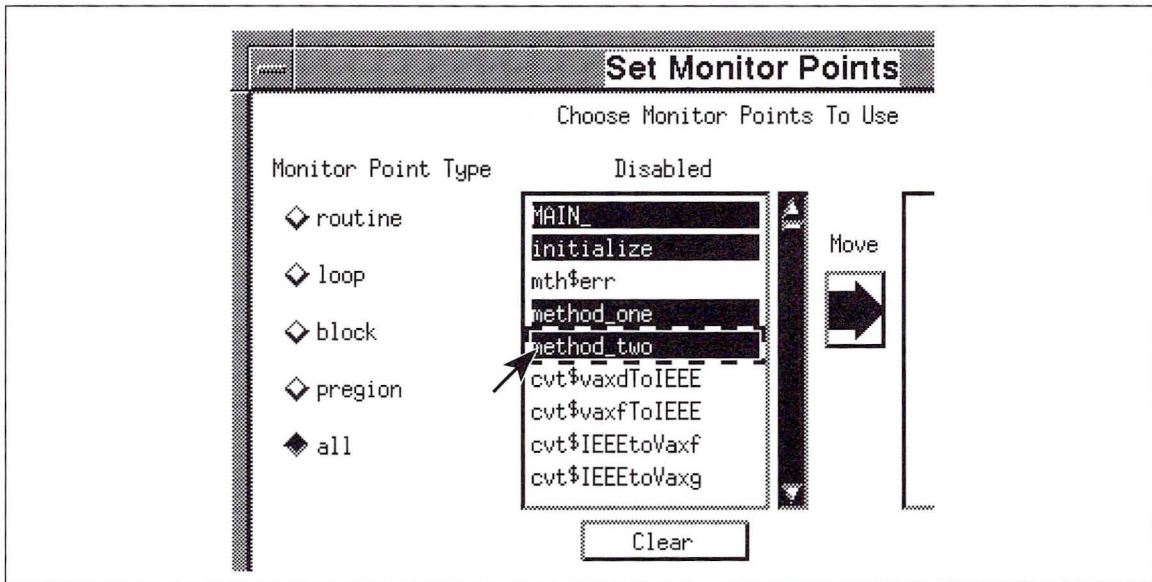 Set Monitor Points
Choose Monitor Points To Use
Monitor Point Type
Disabled
routine
loop
block
pregion
all
MAIN_
initialize
mth$err
method_one
method_two
cvt$vaxdToIEEE
cvt$vaxfToIEEE
cvt$IEEEtoVaxf
cvt$IEEEtoVaxg
Move
Clear